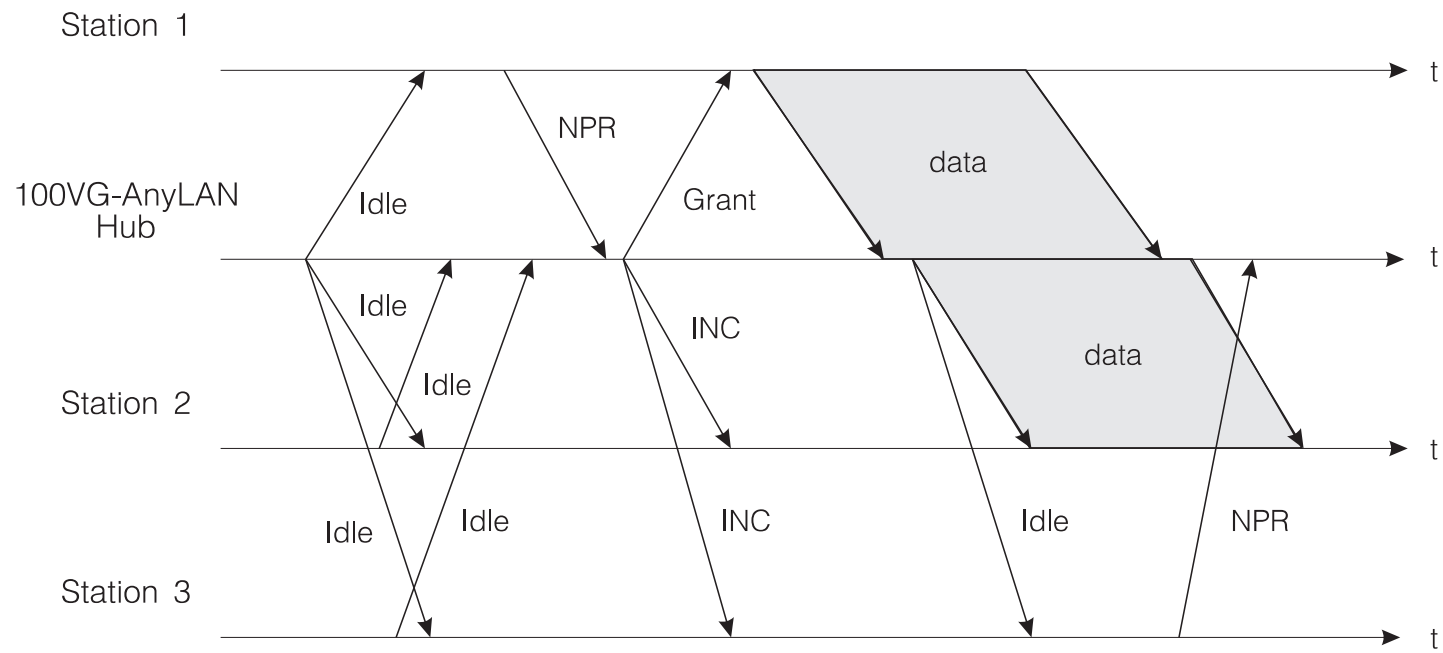 Station 1
t
NPR
data
100VG-AnyLAN
Hub
Idle
Grant
t
Idle
INC
data
Idle
Station 2
t
Idle
Idle
INC
Idle
NPR
Station 3
t